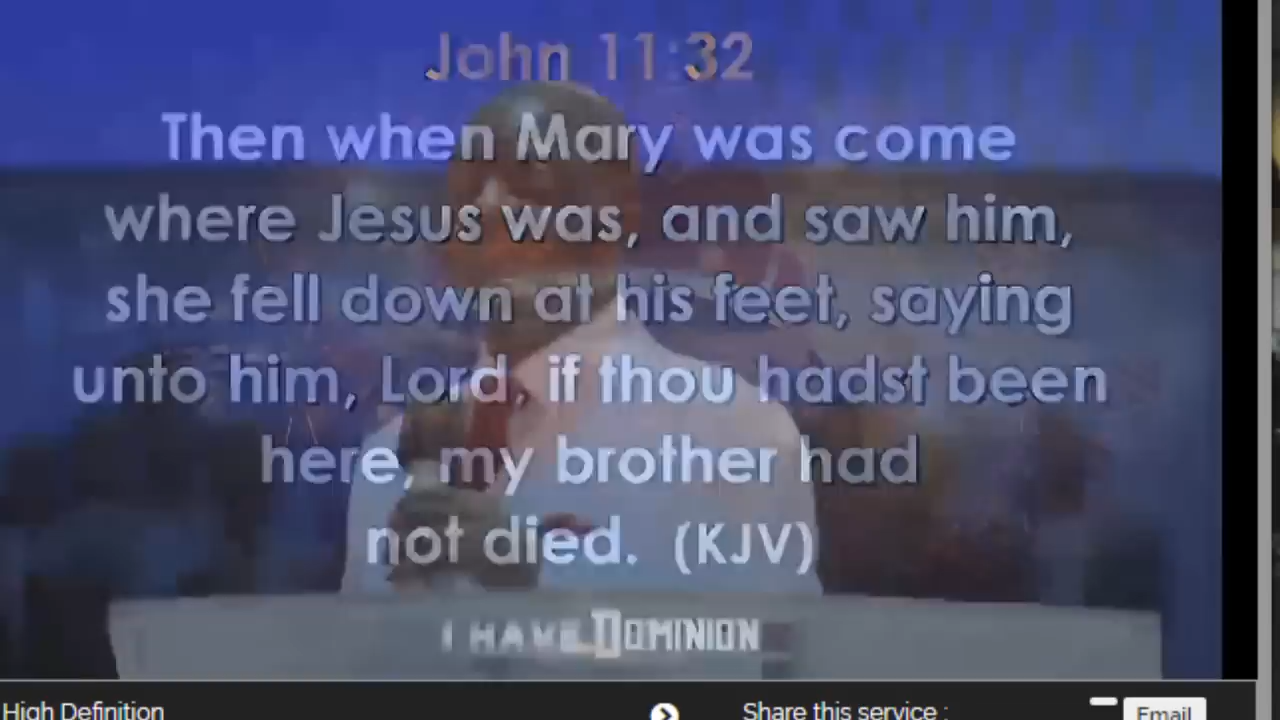 John 11:32
Then when Mary was come
where Jesus was, and saw him,
she fell down at his feet, saying
unto him, Lord, if thou hadst been
here, my brother had
not died. (KJV)
I HAVE DOMINION
High Definition
Share this service :
Email